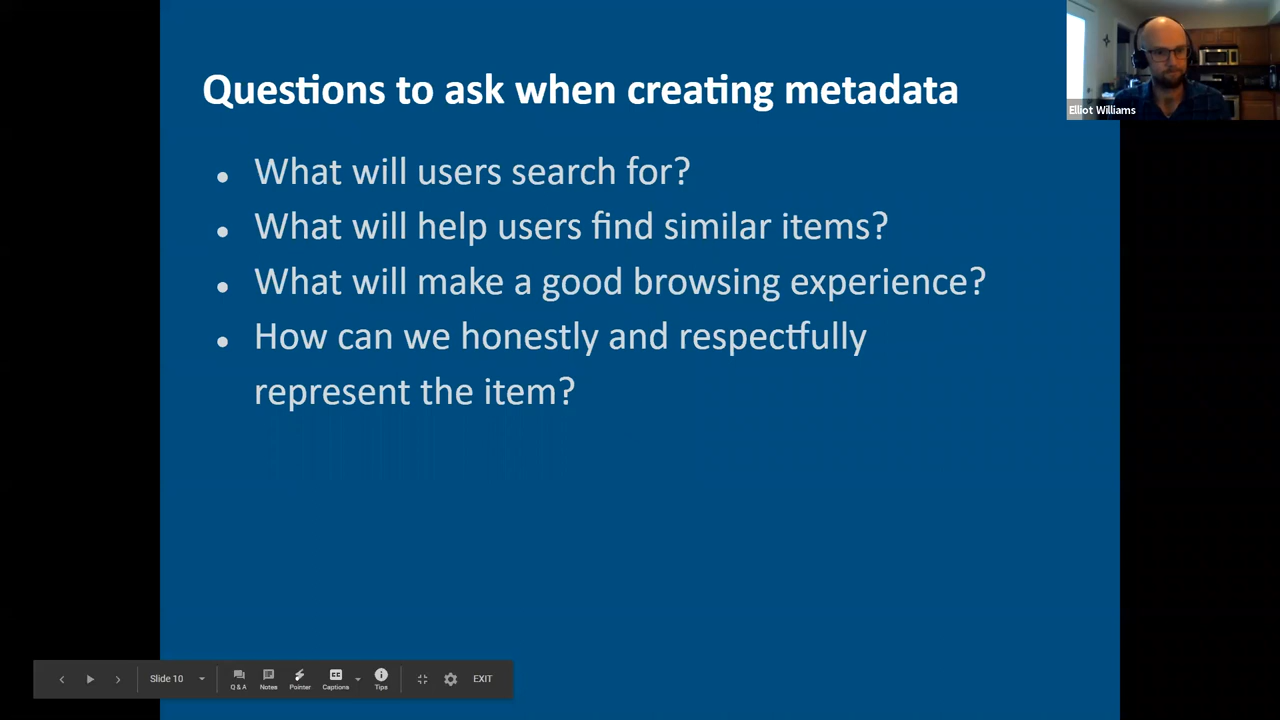 Questions to ask when creating metadata
Elliot Williams
• What will users search for?
• What will help users find similar items?
• What will make a good browsing experience?
• How can we honestly and respectfully
represent the item?
Slide 10
Q & A
Notes
Pointer
Captions
Tips
EXIT